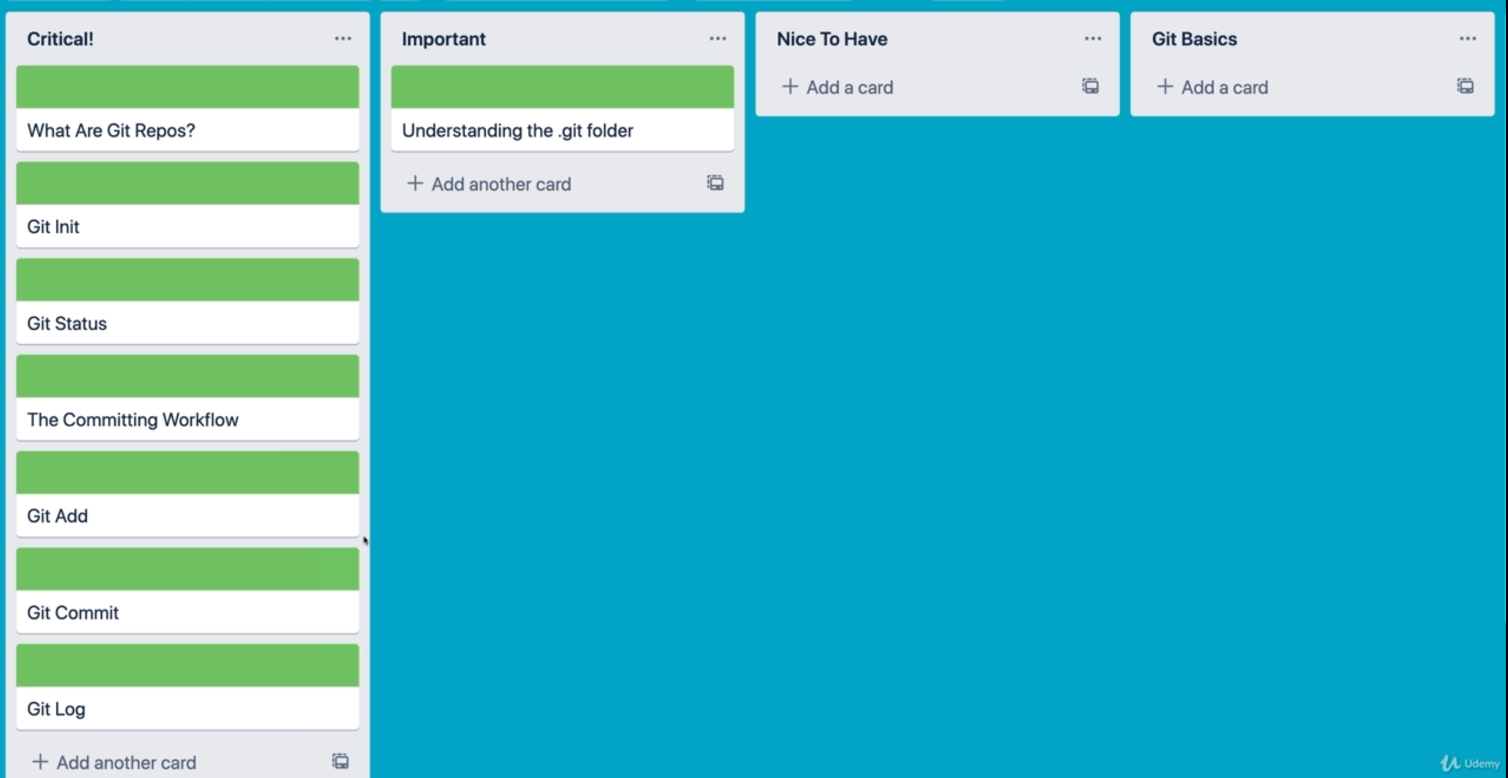 Critical!
What Are Git Repos?
Git Init
Git Status
The Committing Workflow
Git Add
Git Commit
Git Log
+ Add another card
Important
Understanding the .git folder
+ Add another card
Nice To Have
+ Add a card
Git Basics
+ Add a card
Udemy